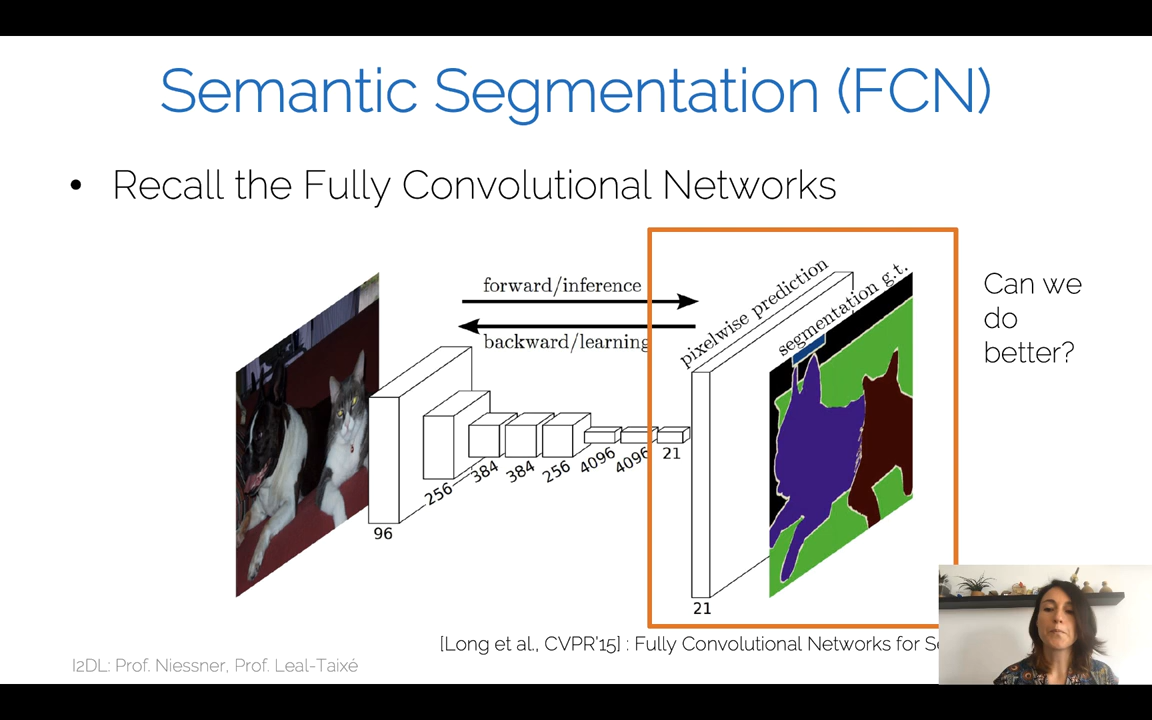 Semantic Segmentation (FCN)
• Recall the Fully Convolutional Networks
forward/inference
backward/learning
pixelwise prediction
segmentation g.t.
Can we
do
better?
96
256
384
384
256
4096
4096
21
21
[Long et al., CVPR'15] : Fully Convolutional Networks for
I2DL: Prof. Niessner, Prof. Leal-Taixé